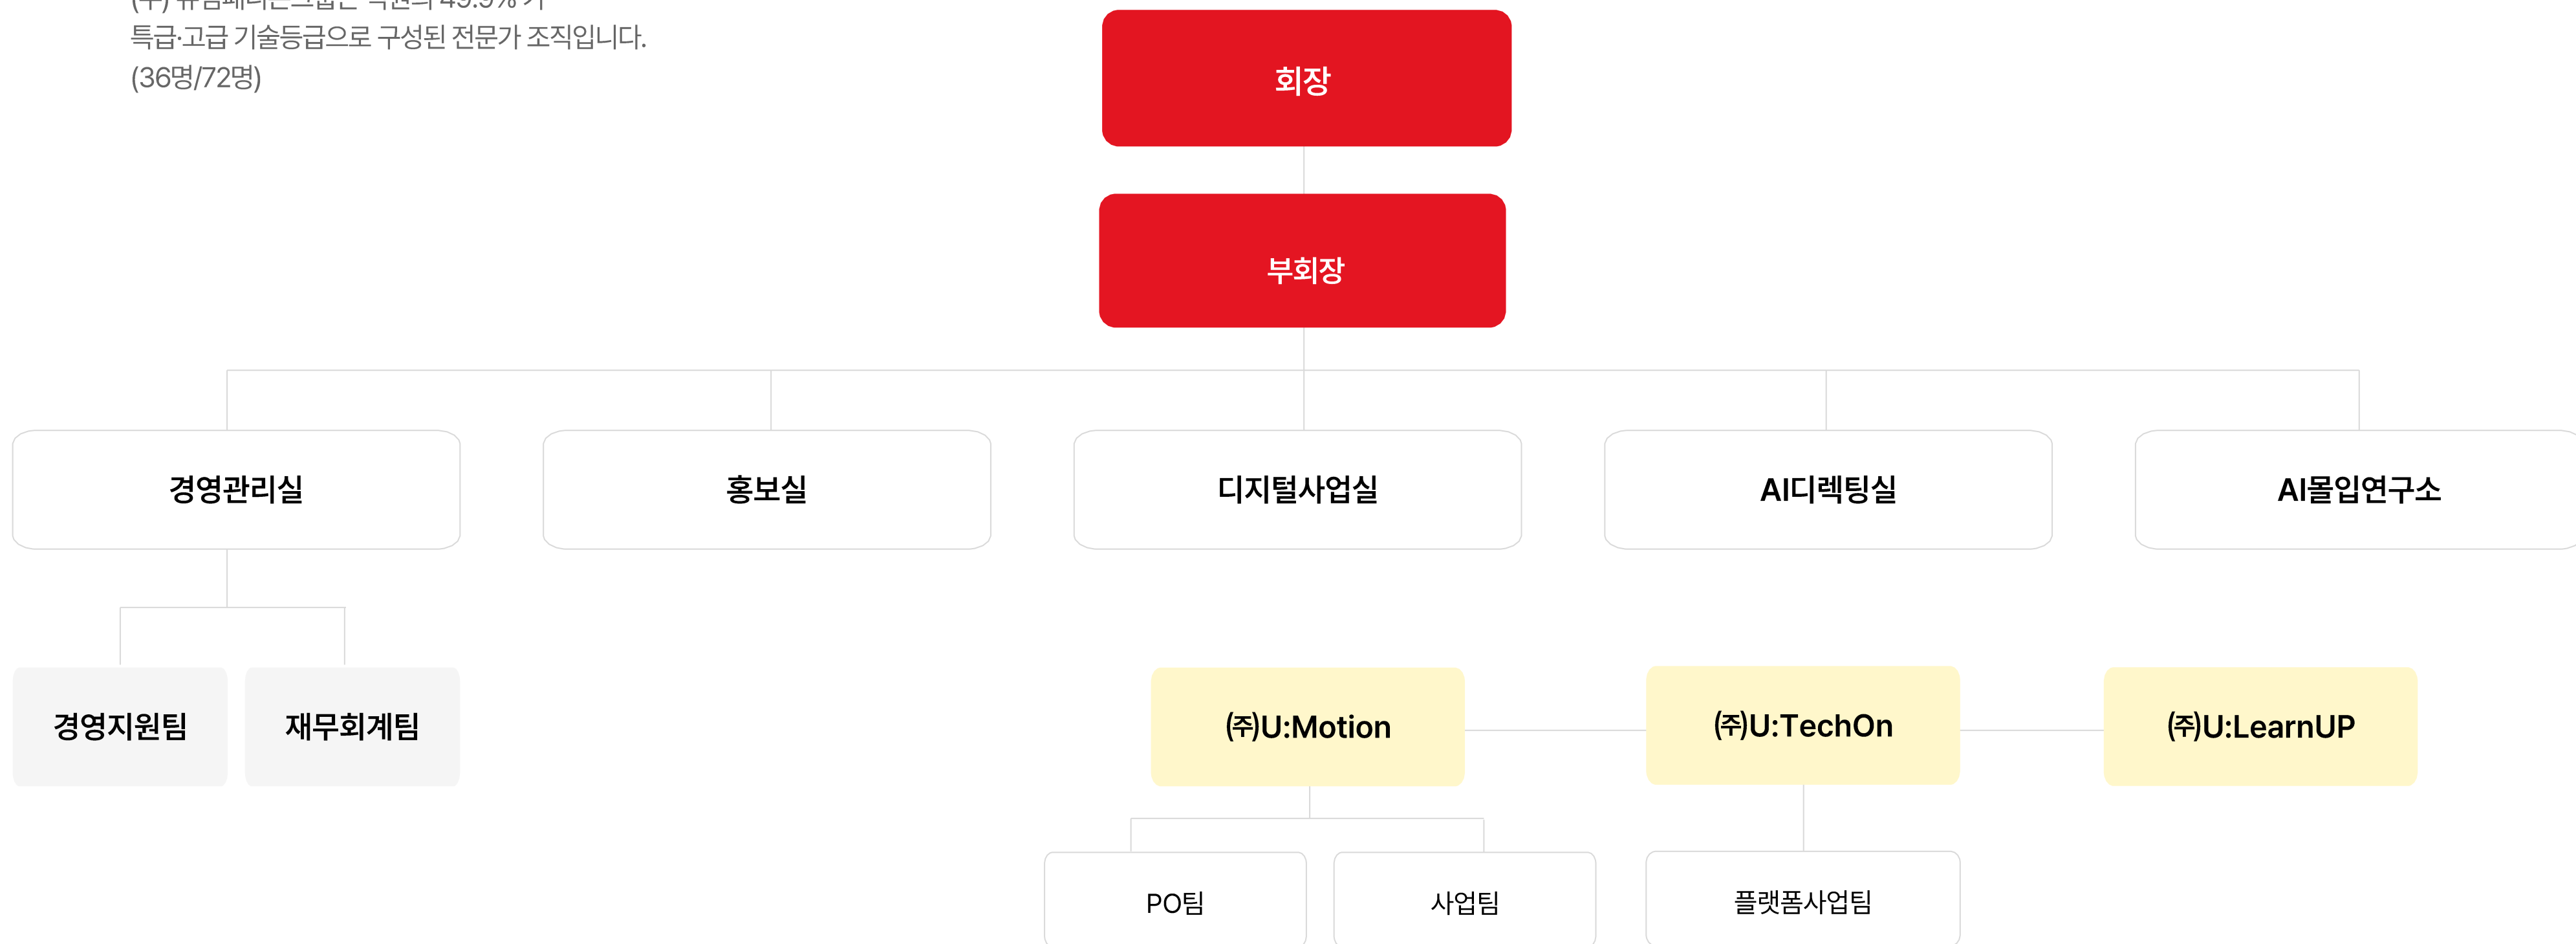 특급·고급 기술등급으로 구성된 전문가 조직입니다.
(36명/72명)
회장
부회장
경영관리실
홍보실
디지털사업실
AI디렉팅실
AI몰입연구소
경영지원팀
재무회계팀
㈜U:Motion
㈜U:TechOn
㈜U:LearnUP
PO팀
사업팀
플랫폼사업팀